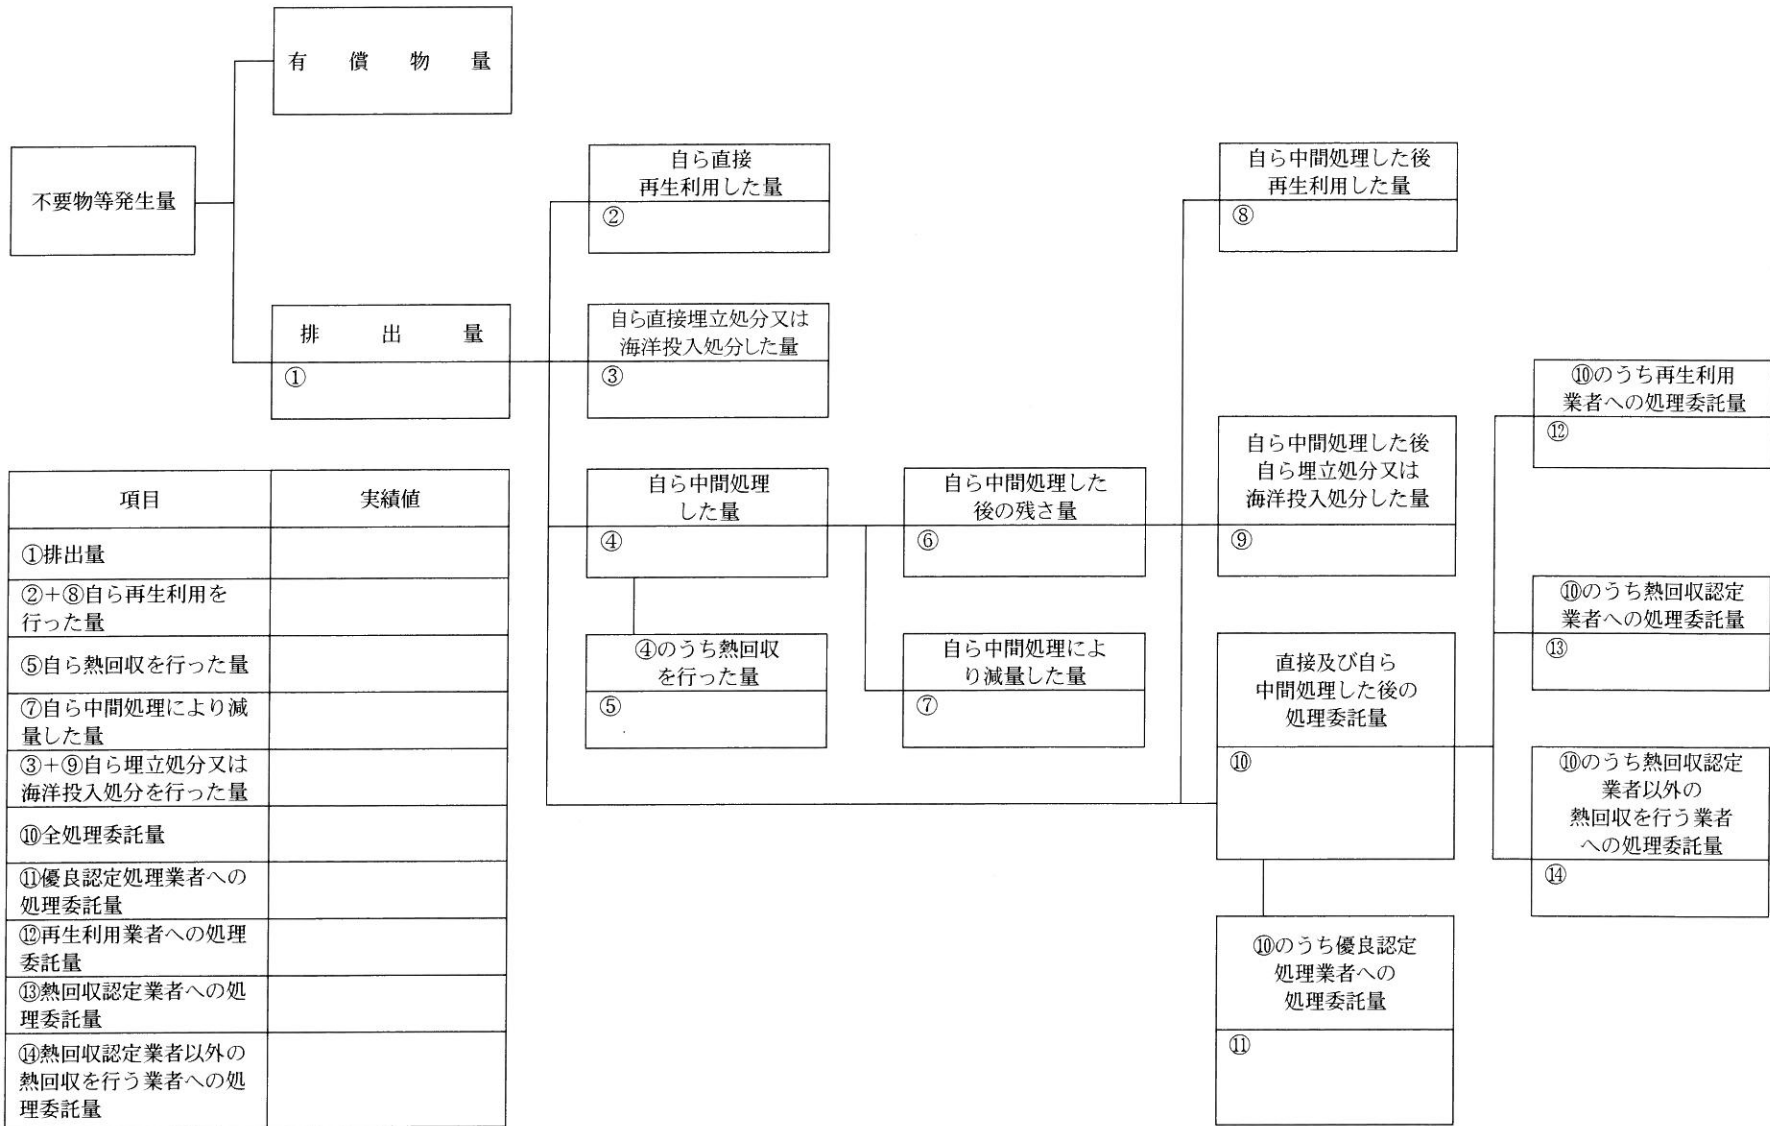 有償物量
不要物等発生量
排出量
①
自ら直接
再生利用した量
②
自ら直接埋立処分又は
海洋投入処分した量
③
自ら中間処理
した量
④
④のうち熱回収
を行った量
⑤
自ら中間処理した
後の残さ量
⑥
自ら中間処理によ
り減量した量
⑦
自ら中間処理した後
再生利用した量
⑧
自ら中間処理した後
自ら埋立処分又は
海洋投入処分した量
⑨
直接及び自ら
中間処理した後の
処理委託量
⑩
⑩のうち優良認定
処理業者への
処理委託量
⑪
⑩のうち再生利用
業者への処理委託量
⑫
⑩のうち熱回収認定
業者への処理委託量
⑬
⑩のうち熱回収認定
業者以外の
熱回収を行う業者
への処理委託量
⑭
項目 実績値
①排出量
②+⑧自ら再生利用を
行った量
⑤自ら熱回収を行った量
⑦自ら中間処理により減
量した量
③+⑨自ら埋立処分又は
海洋投入処分を行った量
⑩全処理委託量
⑪優良認定処理業者への
処理委託量
⑫再生利用業者への処理
委託量
⑬熱回収認定業者への処
理委託量
⑭熱回収認定業者以外の
熱回収を行う業者への処
理委託量